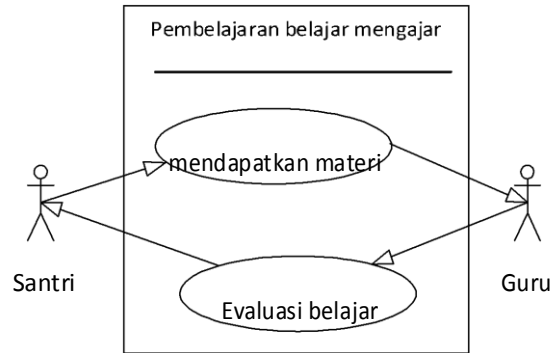 Pembelajaran belajar mengajar
mendapatkan materi
Santri
Guru
Evaluasi belajar